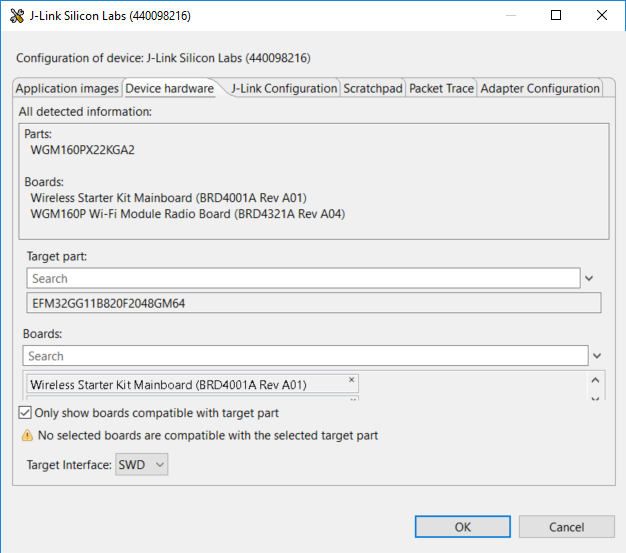 J-Link Silicon Labs (440098216)
Configuration of device: J-Link Silicon Labs (440098216)
Application images Device hardware J-Link Configuration Scratchpad Packet Trace Adapter Configuration
All detected information:
Parts:
WGM160PX22KGA2
Boards:
Wireless Starter Kit Mainboard (BRD4001A Rev A01)
WGM160P Wi-Fi Module Radio Board (BRD4321A Rev A04)
Target part:
Search
EFM32GG11B820F2048GM64
Boards:
Search
Wireless Starter Kit Mainboard (BRD4001A Rev A01)
Only show boards compatible with target part
No selected boards are compatible with the selected target part
Target Interface: SWD
OK Cancel